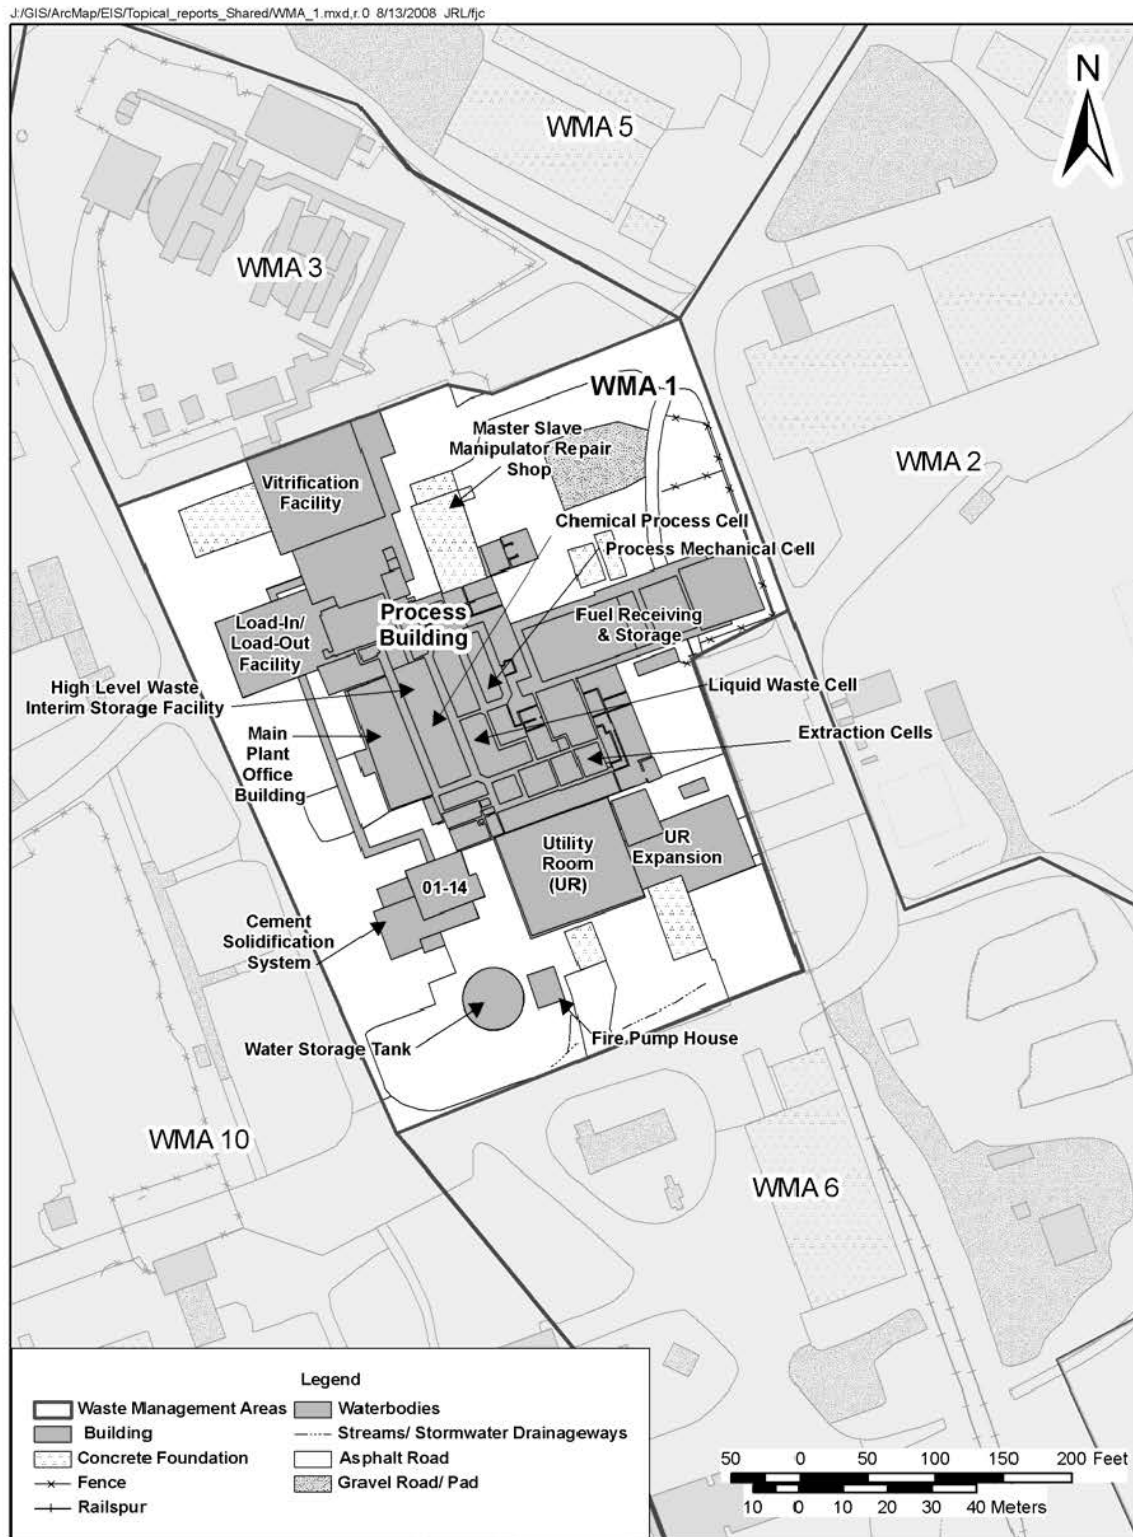 J:/GIS/ArcMap/EIS/Topical_reports_Shared/WMA_1.mxd,r.0 8/13/2008 JRL/fjc
N
WMA 5
WMA 3
WMA 1
Master Slave
Manipulator Repair
Shop
WMA 2
Vitrification
Facility
Chemical Process Cell
Process Mechanical Cell
Process
Building
Fuel Receiving
& Storage
Load-In/
Load-Out
Facility
High Level Waste
Interim Storage Facility
Liquid Waste Cell
Main
Plant
Office
Building
Extraction Cells
Utility
Room
(UR)
UR
Expansion
01-14
Cement
Solidification
System
Water Storage Tank
Fire Pump House
WMA 10
WMA 6
Legend
Waste Management Areas
Waterbodies
Building
Streams/ Stormwater Drainageways
Concrete Foundation
Asphalt Road
Fence
Gravel Road/ Pad
Railspur
50 0 50 100 150 200 Feet
10 0 10 20 30 40 Meters